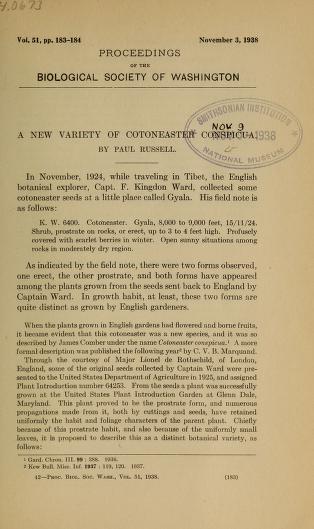 H.0673
Vol. 51, pp. 183-184 November 3, 1938
PROCEEDINGS
OF THE
BIOLOGICAL SOCIETY OF WASHINGTON
SMITHSONIAN INSTITUTION
NOV 9 1938
NATIONAL MUSEUM
A NEW VARIETY OF COTONEASTER CONSPICUA.
BY PAUL RUSSELL.
In November, 1924, while traveling in Tibet, the English
botanical explorer, Capt. F. Kingdon Ward, collected some
cotoneaster seeds at a little place called Gyala. His field note is
as follows:
K. W. 6400. Cotoneaster. Gyala, 8,000 to 9,000 feet, 15/11/24.
Shrub, prostrate on rocks, or erect, up to 3 to 4 feet high. Profusely
covered with scarlet berries in winter. Open sunny situations among
rocks in moderately dry region.
As indicated by the field note, there were two forms observed,
one erect, the other prostrate, and both forms have appeared
among the plants grown from the seeds sent back to England by
Captain Ward. In growth habit, at least, these two forms are
quite distinct as grown by English gardeners.
When the plants grown in English gardens had flowered and borne fruits,
it became evident that this cotoneaster was a new species, and it was so
described by James Comber under the name Cotoneaster conspicua.¹ A more
formal description was published the following year² by C. V. B. Marquand.
Through the courtesy of Major Lionel de Rothschild, of London,
England, some of the original seeds collected by Captain Ward were pre-
sented to the United States Department of Agriculture in 1925, and assigned
Plant Introduction number 64253. From the seeds a plant was successfully
grown at the United States Plant Introduction Garden at Glenn Dale,
Maryland. This plant proved to be the prostrate form, and numerous
propagations made from it, both by cuttings and seeds, have retained
uniformly the habit and foliage characters of the parent plant. Chiefly
because of this prostrate habit, and also because of the uniformly small
leaves, it is proposed to describe this as a distinct botanical variety, as
follows:
¹ Gard. Chron. III. 99 : 388. 1936.
² Kew Bull. Misc. Inf. 1937 : 119, 120. 1937.
42—PROC. BIOL. SOC. WASH., VOL. 51, 1938. (183)